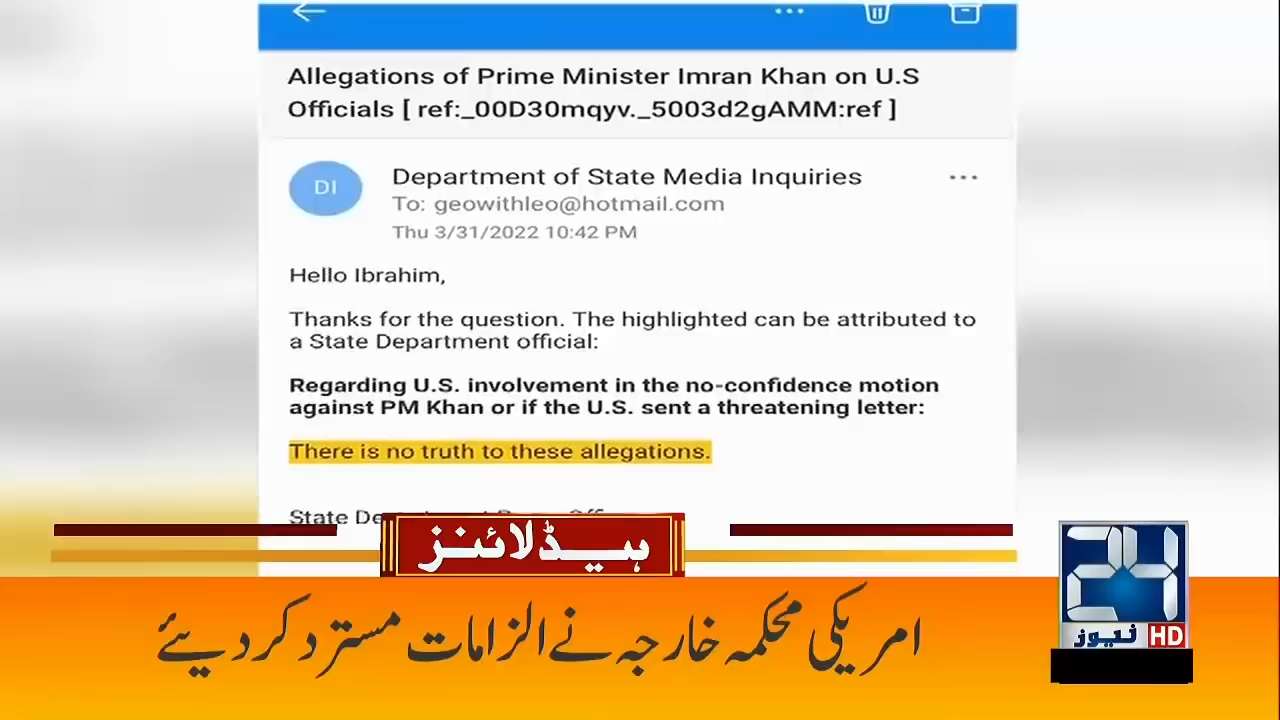 Allegations of Prime Minister Imran Khan on U.S
Officials [ ref:_00D30mqyv._5003d2gAMM:ref ]
DI
Department of State Media Inquiries
To: geowithleo@hotmail.com
Thu 3/31/2022 10:42 PM
Hello Ibrahim,
Thanks for the question. The highlighted can be attributed to
a State Department official:
Regarding U.S. involvement in the no-confidence motion
against PM Khan or if the U.S. sent a threatening letter:
There is no truth to these allegations.
State
ہیڈلائنز
امریکی محکمہ خارجہ نے الزامات مسترد کر دیئے
24
نیوز HD